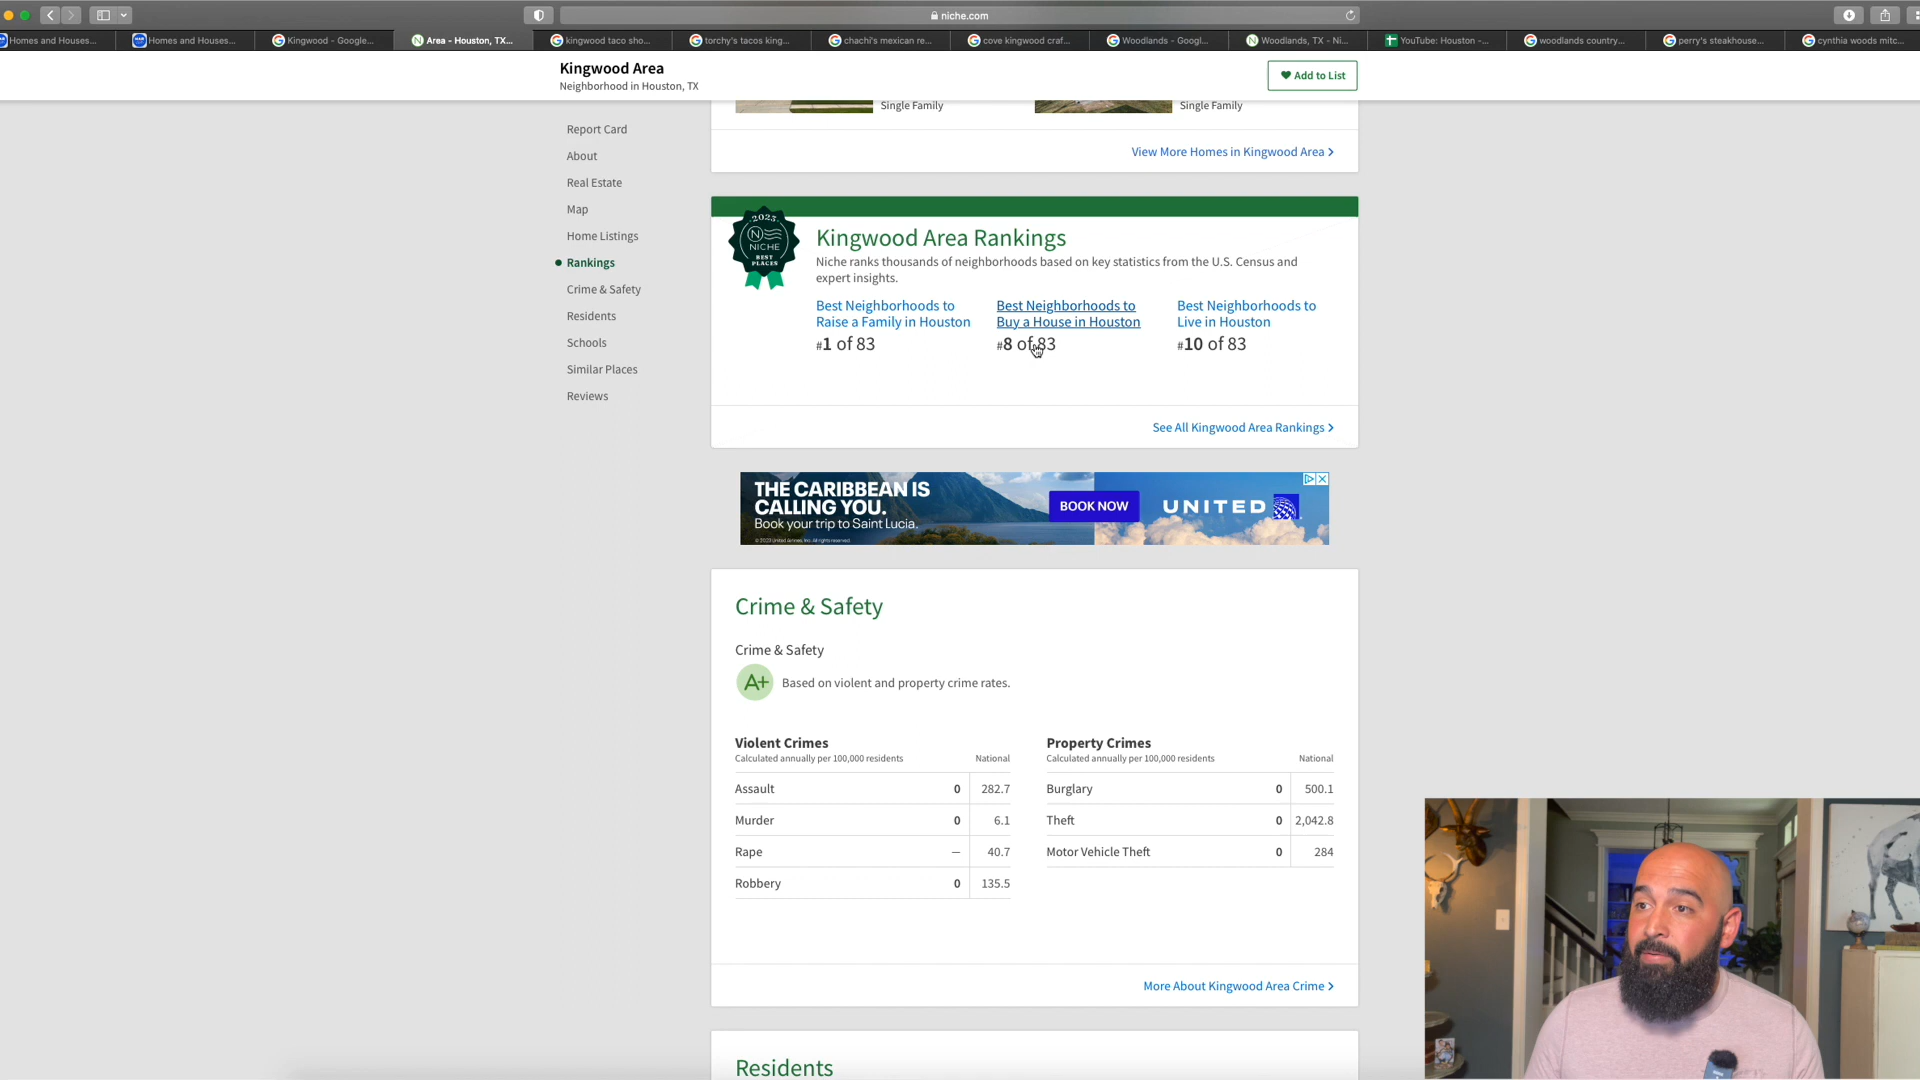 niche.com
Homes and Houses...
Homes and Houses...
Kingwood - Google...
Area - Houston, TX...
kingwood taco sho...
torchy's tacos king...
chachi's mexican re...
cove kingwood craf...
Woodlands - Googl...
Woodlands, TX - Ni...
YouTube: Houston -...
woodlands country...
perry's steakhouse...
cynthia woods mitc...
Kingwood Area
Neighborhood in Houston, TX
Add to List
Report Card
About
Real Estate
Map
Home Listings
Rankings
Crime & Safety
Residents
Schools
Similar Places
Reviews
Single Family
Single Family
View More Homes in Kingwood Area >
2023
NICHE
BEST
PLACES
Kingwood Area Rankings
Niche ranks thousands of neighborhoods based on key statistics from the U.S. Census and
expert insights.
Best Neighborhoods to
Raise a Family in Houston
#1 of 83
Best Neighborhoods to
Buy a House in Houston
#8 of 83
Best Neighborhoods to
Live in Houston
#10 of 83
See All Kingwood Area Rankings >
THE CARIBBEAN IS
CALLING YOU.
Book your trip to Saint Lucia.
© 2023 United Airlines, Inc. All rights reserved.
BOOK NOW
UNITED
Crime & Safety
Crime & Safety
A+
Based on violent and property crime rates.
Violent Crimes
Calculated annually per 100,000 residents National
Assault 0 282.7
Murder 0 6.1
Rape — 40.7
Robbery 0 135.5
Property Crimes
Calculated annually per 100,000 residents National
Burglary 0 500.1
Theft 0 2,042.8
Motor Vehicle Theft 0 284
More About Kingwood Area Crime >
Residents